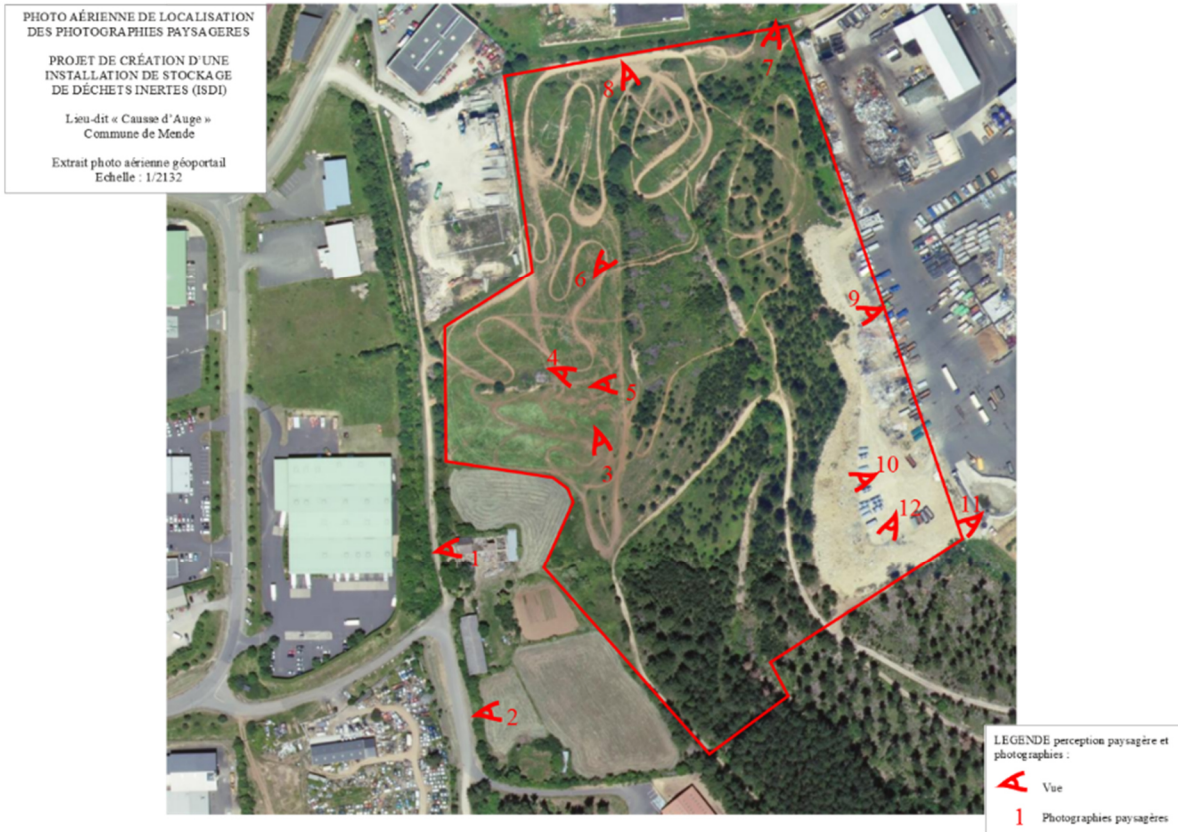 PHOTO AÉRIENNE DE LOCALISATION
DES PHOTOGRAPHIES PAYSAGERES
PROJET DE CRÉATION D'UNE
INSTALLATION DE STOCKAGE
DE DÉCHETS INERTES (ISDI)
Lieu-dit « Causse d'Auge »
Commune de Mende
Extrait photo aérienne géoportail
Echelle : 1/2132
7
8
6
9
4
5
3
10
12
11
1
2
LEGENDE perception paysagère et
photographies :
Vue
1 Photographies paysagères